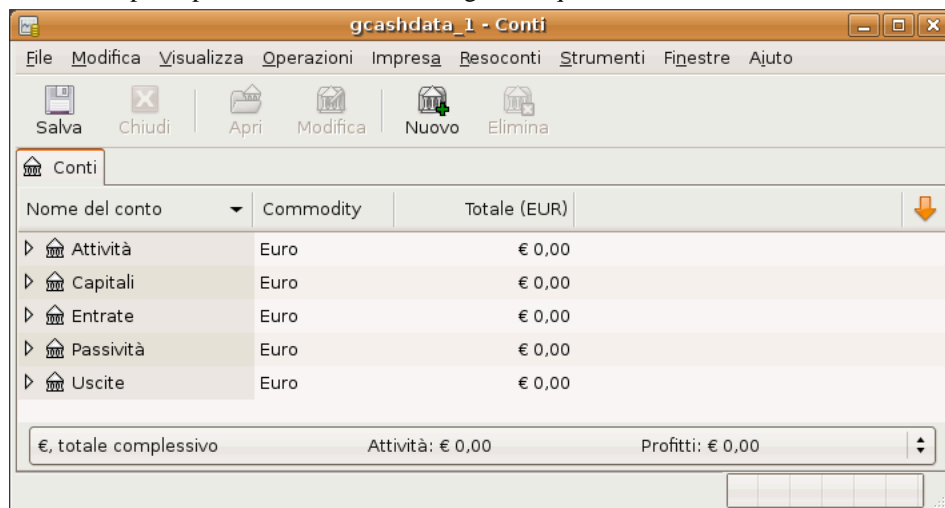 gcashdata_1 - Conti
File Modifica Visualizza Operazioni Impresa Resoconti Strumenti Finestre Aiuto
Salva Chiudi Apri Modifica Nuovo Elimina
Conti
Nome del conto Commodity Totale (EUR)
Attività Euro € 0,00
Capitali Euro € 0,00
Entrate Euro € 0,00
Passività Euro € 0,00
Uscite Euro € 0,00
€, totale complessivo Attività: € 0,00 Profitti: € 0,00